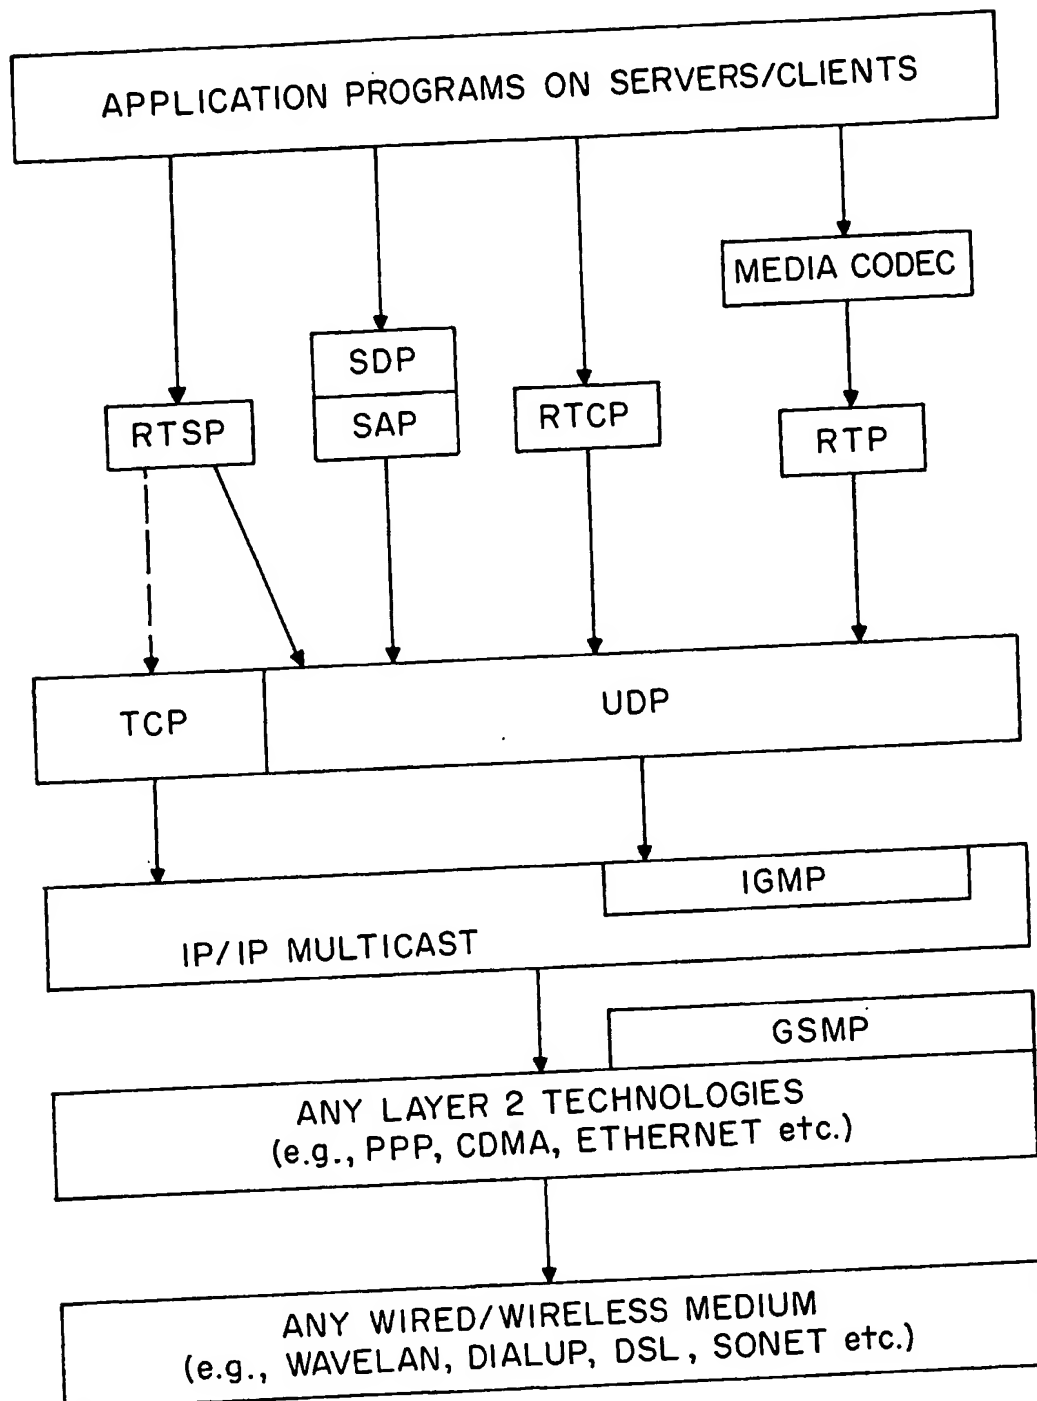 APPLICATION PROGRAMS ON SERVERS/CLIENTS
MEDIA CODEC
SDP
SAP
RTSP
RTCP
RTP
TCP
UDP
IGMP
IP/IP MULTICAST
GSMP
ANY LAYER 2 TECHNOLOGIES
(e.g., PPP, CDMA, ETHERNET etc.)
ANY WIRED/WIRELESS MEDIUM
(e.g., WAVELAN, DIALUP, DSL, SONET etc.)